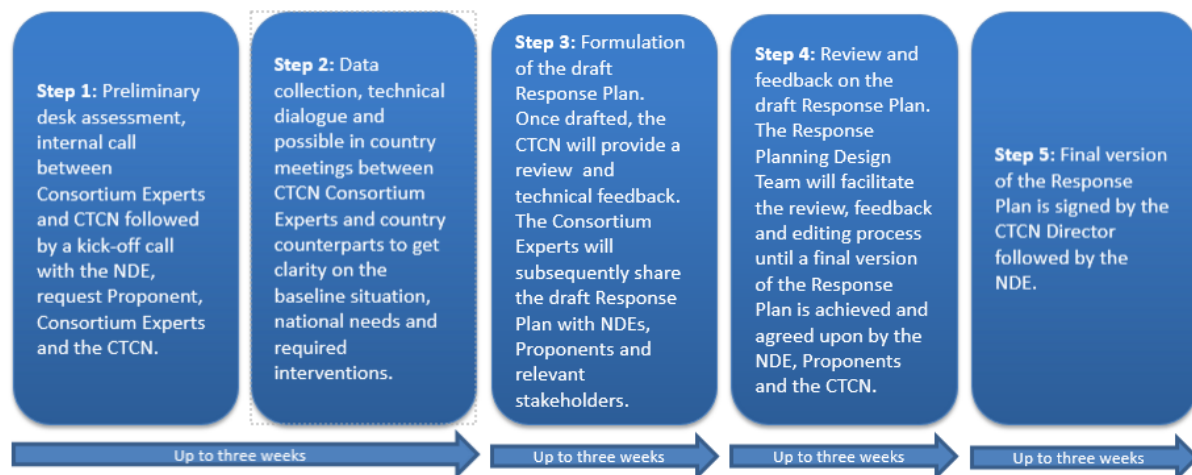 Step 1: Preliminary
desk assessment,
internal call
between
Consortium Experts
and CTCN followed
by a kick-off call
with the NDE,
request Proponent,
Consortium Experts
and the CTCN.
Step 2: Data
collection, technical
dialogue and
possible in country
meetings between
CTCN Consortium
Experts and country
counterparts to get
clarity on the
baseline situation,
national needs and
required
interventions.
Step 3: Formulation
of the draft
Response Plan.
Once drafted, the
CTCN will provide a
review and
technical feedback.
The Consortium
Experts will
subsequently share
the draft Response
Plan with NDEs,
Proponents and
relevant
stakeholders.
Step 4: Review and
feedback on the
draft Response Plan.
The Response
Planning Design
Team will facilitate
the review, feedback
and editing process
until a final version
of the Response
Plan is achieved and
agreed upon by the
NDE, Proponents
and the CTCN.
Step 5: Final version
of the Response
Plan is signed by the
CTCN Director
followed by the
NDE.
Up to three weeks
Up to three weeks
Up to three weeks
Up to three weeks